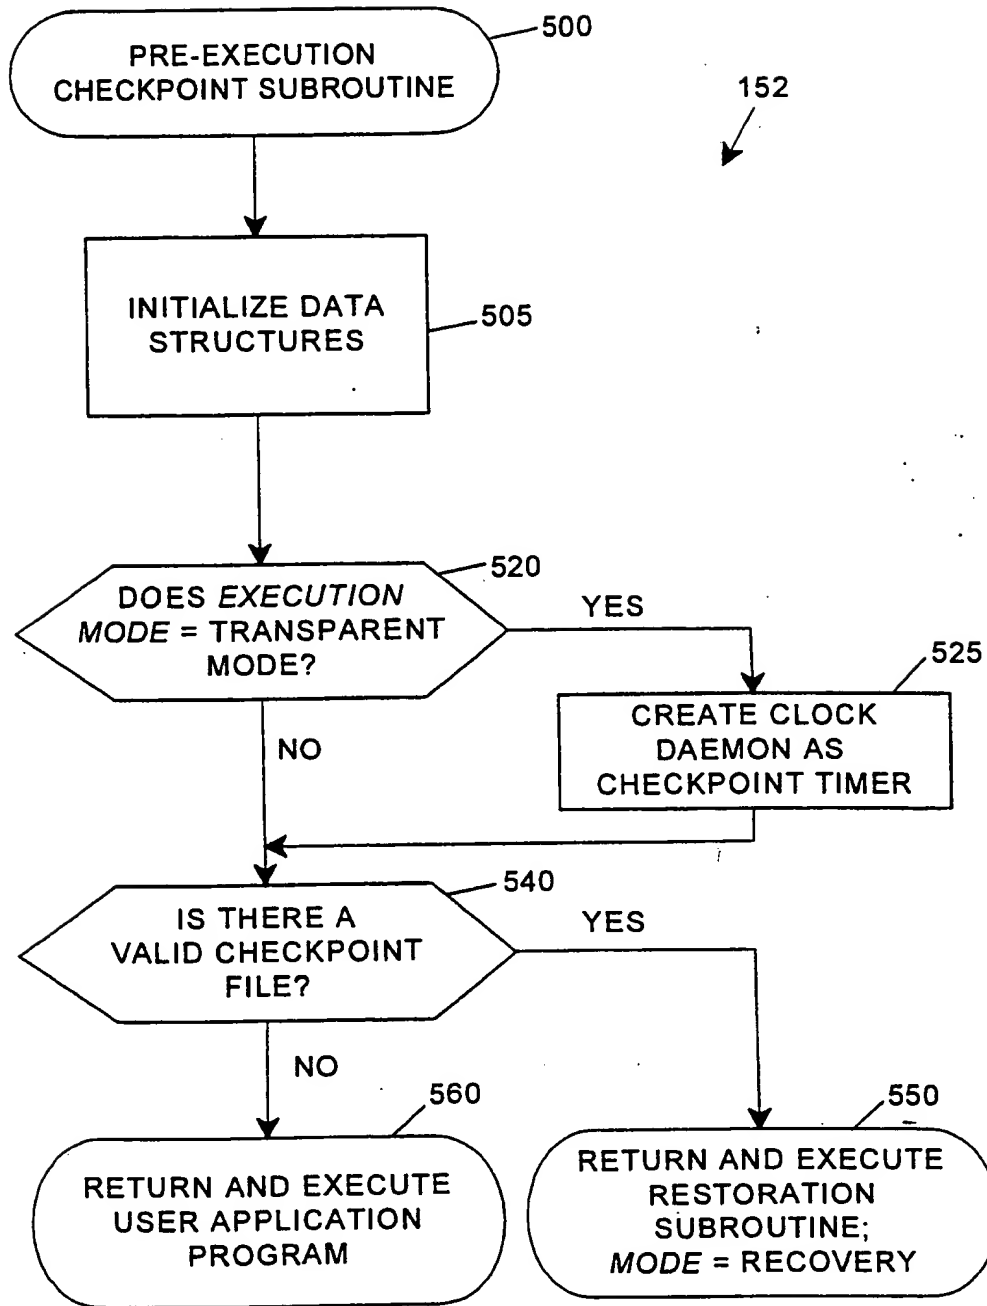 PRE-EXECUTION
CHECKPOINT SUBROUTINE
500
152
INITIALIZE DATA
STRUCTURES
505
DOES EXECUTION
MODE = TRANSPARENT
MODE?
520
YES
NO
525
CREATE CLOCK
DAEMON AS
CHECKPOINT TIMER
IS THERE A
VALID CHECKPOINT
FILE?
540
YES
NO
560
RETURN AND EXECUTE
USER APPLICATION
PROGRAM
550
RETURN AND EXECUTE
RESTORATION
SUBROUTINE;
MODE = RECOVERY